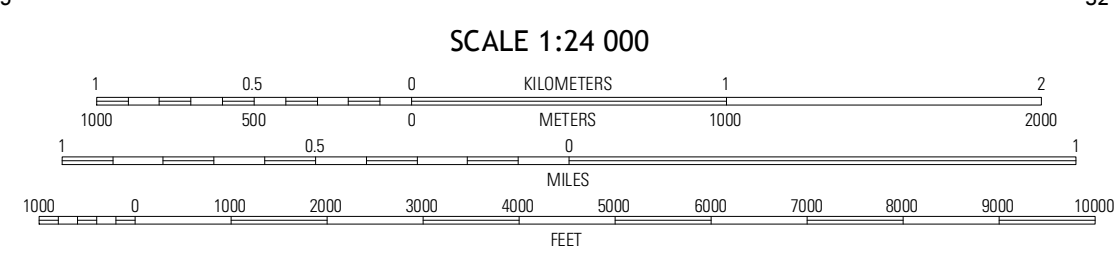 SCALE 1:24 000
1 0.5 0 KILOMETERS 1 2
1000 500 0 METERS 1000 2000
1 0.5 0 1
MILES
1000 0 1000 2000 3000 4000 5000 6000 7000 8000 9000 10000
FEET